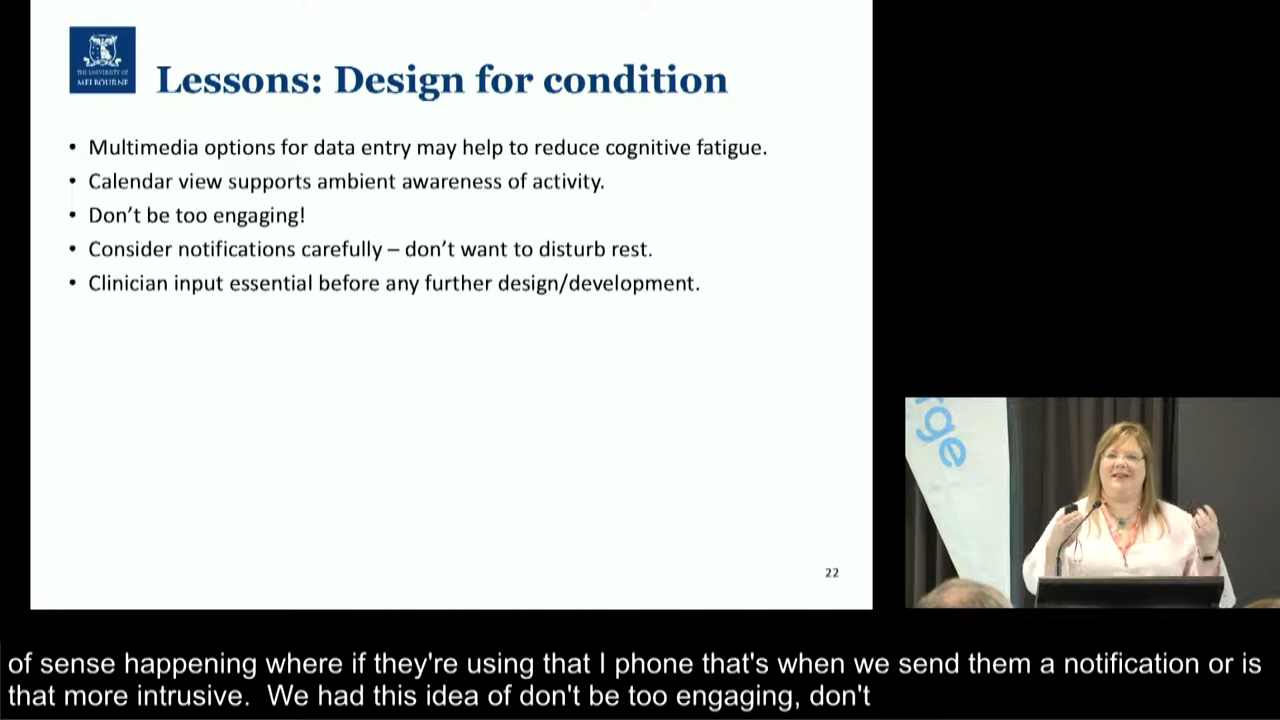 THE UNIVERSITY OF
MELBOURNE
Lessons: Design for condition
• Multimedia options for data entry may help to reduce cognitive fatigue.
• Calendar view supports ambient awareness of activity.
• Don’t be too engaging!
• Consider notifications carefully – don’t want to disturb rest.
• Clinician input essential before any further design/development.
22
rge
of sense happening where if they're using that I phone that's when we send them a notification or is
that more intrusive.  We had this idea of don't be too engaging, don't